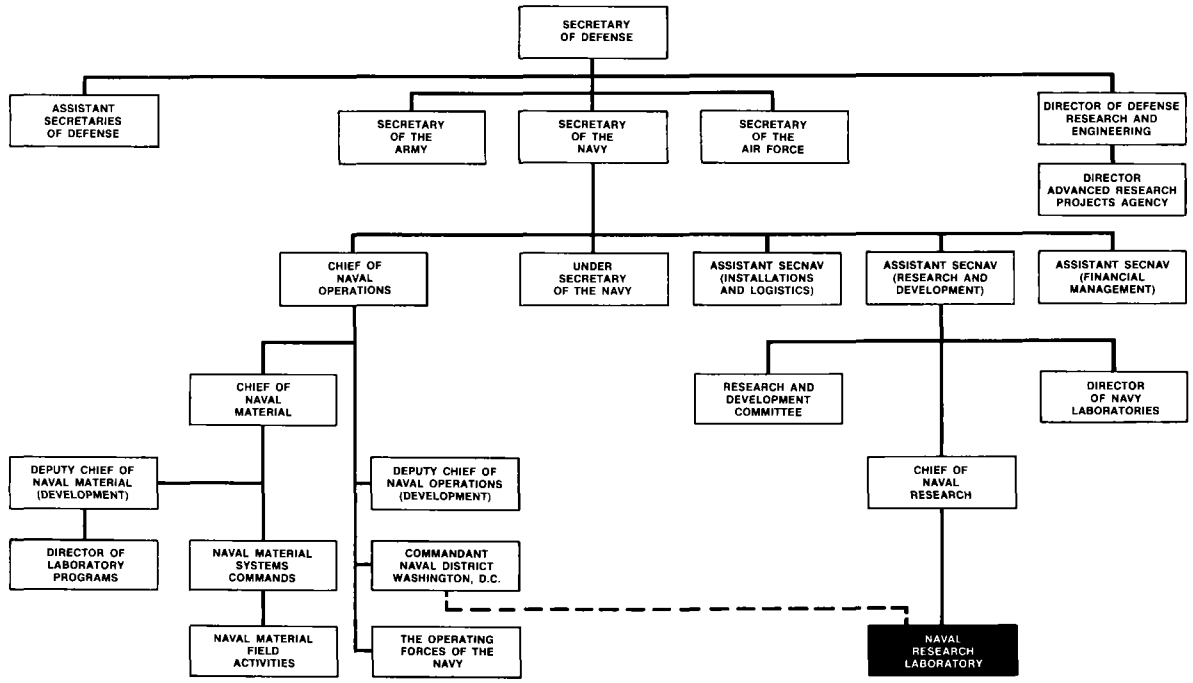 SECRETARY
OF DEFENSE
ASSISTANT
SECRETARIES
OF DEFENSE
SECRETARY
OF THE
ARMY
SECRETARY
OF THE
NAVY
SECRETARY
OF THE
AIR FORCE
DIRECTOR OF DEFENSE
RESEARCH AND
ENGINEERING
DIRECTOR
ADVANCED RESEARCH
PROJECTS AGENCY
CHIEF OF
NAVAL
OPERATIONS
UNDER
SECRETARY
OF THE NAVY
ASSISTANT SECNAV
(INSTALLATIONS
AND LOGISTICS)
ASSISTANT SECNAV
(RESEARCH AND
DEVELOPMENT)
ASSISTANT SECNAV
(FINANCIAL
MANAGEMENT)
CHIEF OF
NAVAL
MATERIAL
RESEARCH AND
DEVELOPMENT
COMMITTEE
DIRECTOR
OF NAVY
LABORATORIES
DEPUTY CHIEF OF
NAVAL MATERIAL
(DEVELOPMENT)
DEPUTY CHIEF OF
NAVAL OPERATIONS
(DEVELOPMENT)
CHIEF OF
NAVAL
RESEARCH
DIRECTOR OF
LABORATORY
PROGRAMS
NAVAL MATERIAL
SYSTEMS
COMMANDS
COMMANDANT
NAVAL DISTRICT
WASHINGTON, D.C.
NAVAL MATERIAL
FIELD
ACTIVITIES
THE OPERATING
FORCES OF THE
NAVY
NAVAL
RESEARCH
LABORATORY